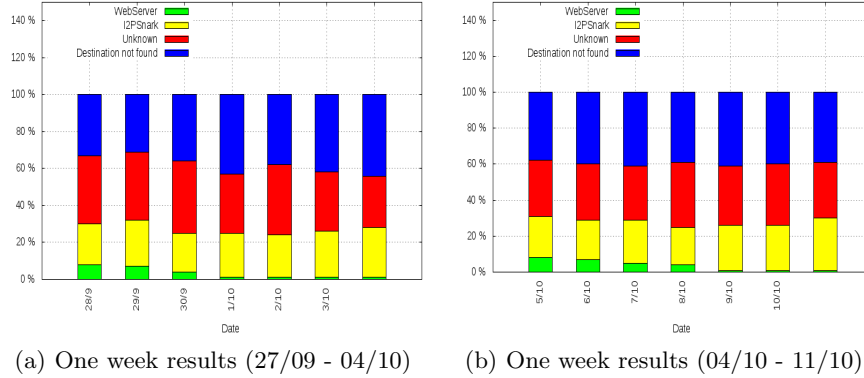 WebServer
I2PSnark
Unknown
Destination not found
140 %
120 %
100 %
80 %
60 %
40 %
20 %
0 %
28/9
29/9
30/9
1/10
2/10
3/10
Date
(a) One week results (27/09 - 04/10)
WebServer
I2PSnark
Unknown
Destination not found
140 %
120 %
100 %
80 %
60 %
40 %
20 %
0 %
5/10
6/10
7/10
8/10
9/10
10/10
Date
(b) One week results (04/10 - 11/10)